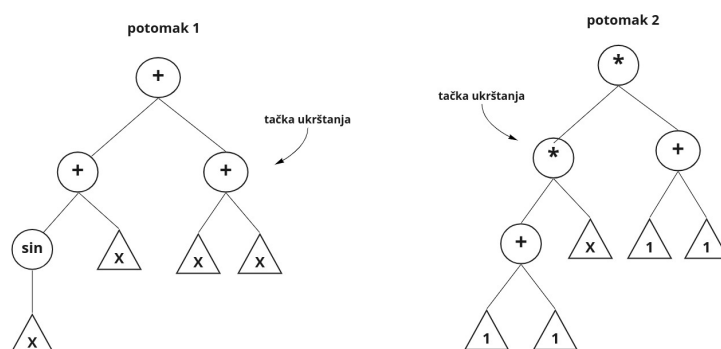 potomak 1
+
tačka ukrštanja
+
+
sin
X
X
X
X
potomak 2
*
tačka ukrštanja
*
+
+
X
1
1
1
1